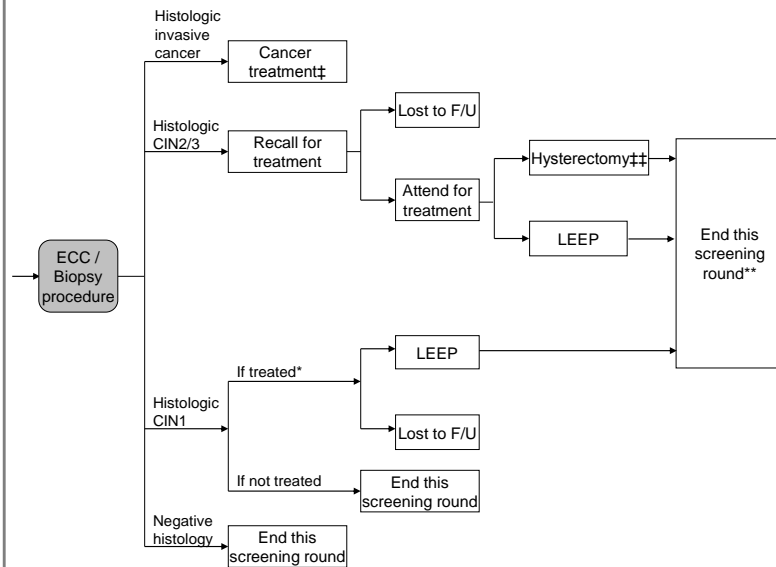 Histologic
invasive
cancer
Cancer
treatment‡
Histologic
CIN2/3
Recall for
treatment
Lost to F/U
Attend for
treatment
Hysterectomy‡‡
LEEP
End this
screening
round**
ECC /
Biopsy
procedure
Histologic
CIN1
If treated*
LEEP
Lost to F/U
If not treated
End this
screening round
Negative
histology
End this
screening round